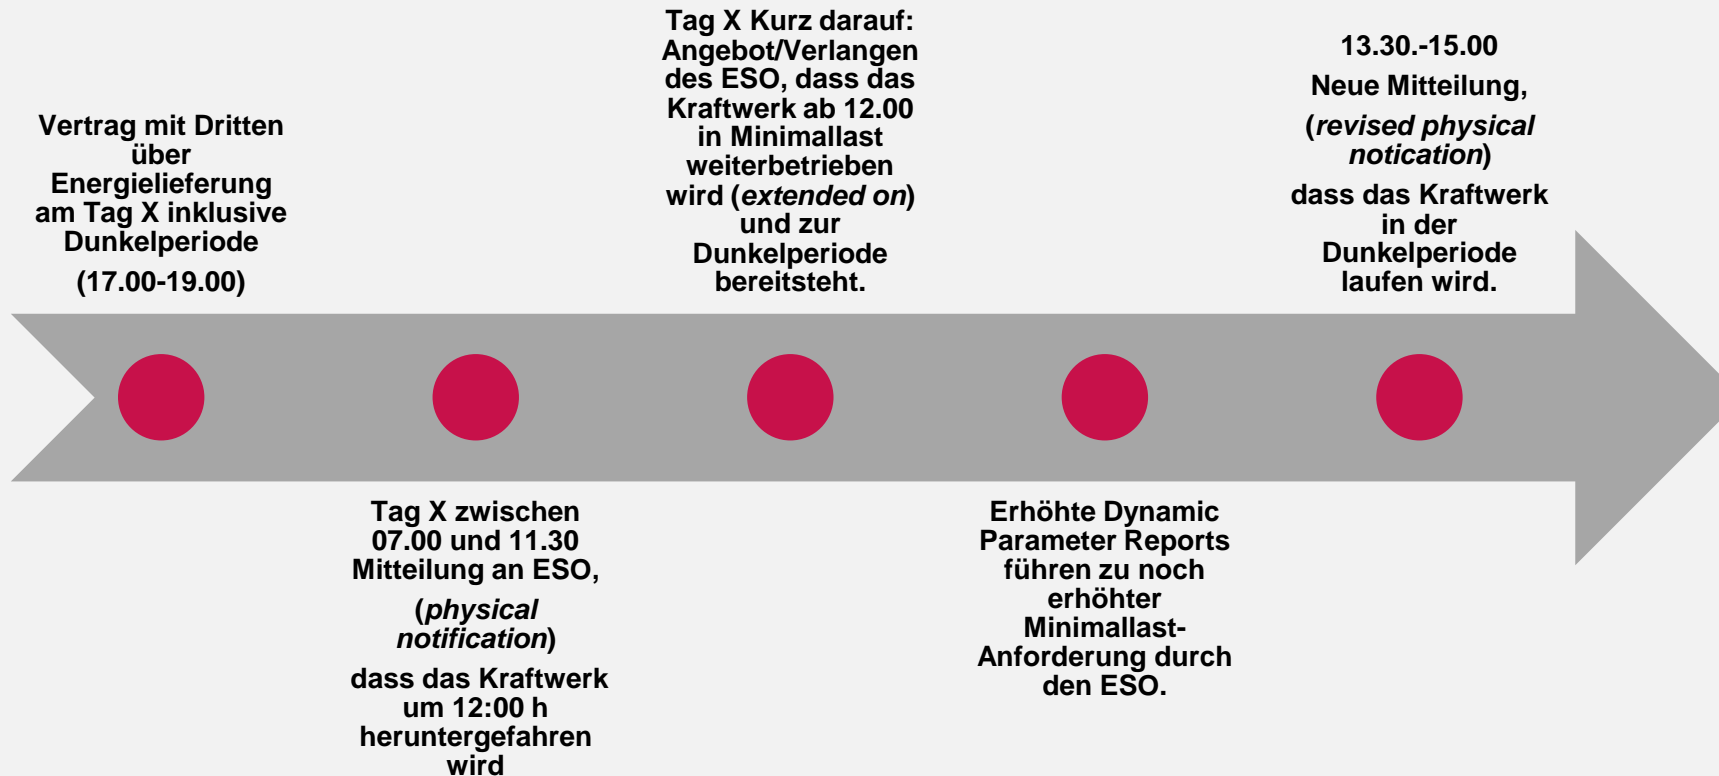 Vertrag mit Dritten
über
Energielieferung
am Tag X inklusive
Dunkelperiode
(17.00-19.00)
Tag X zwischen
07.00 und 11.30
Mitteilung an ESO,
(physical
notification)
dass das Kraftwerk
um 12:00 h
heruntergefahren
wird
Tag X Kurz darauf:
Angebot/Verlangen
des ESO, dass das
Kraftwerk ab 12.00
in Minimallast
weiterbetrieben
wird (extended on)
und zur
Dunkelperiode
bereitsteht.
Erhöhte Dynamic
Parameter Reports
führen zu noch
erhöhter
Minimallast-
Anforderung durch
den ESO.
13.30.-15.00
Neue Mitteilung,
(revised physical
notication)
dass das Kraftwerk
in der
Dunkelperiode
laufen wird.